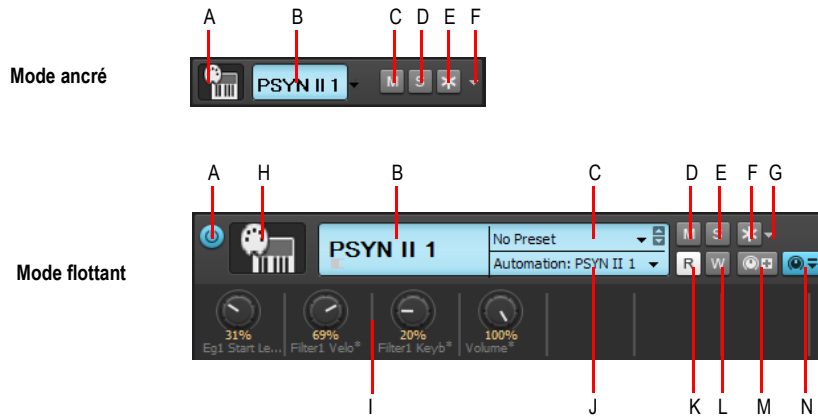 A B C D E F
Mode ancré
PSYN II 1 M S
A H B C D E F G
Mode flottant
PSYN II 1
No Preset
M S
Automation: PSYN II 1
R W
31% 69% 20% 100%
Eg1 Start Le... Filter1 Velo* Filter1 Keyb* Volume*
I J K L M N